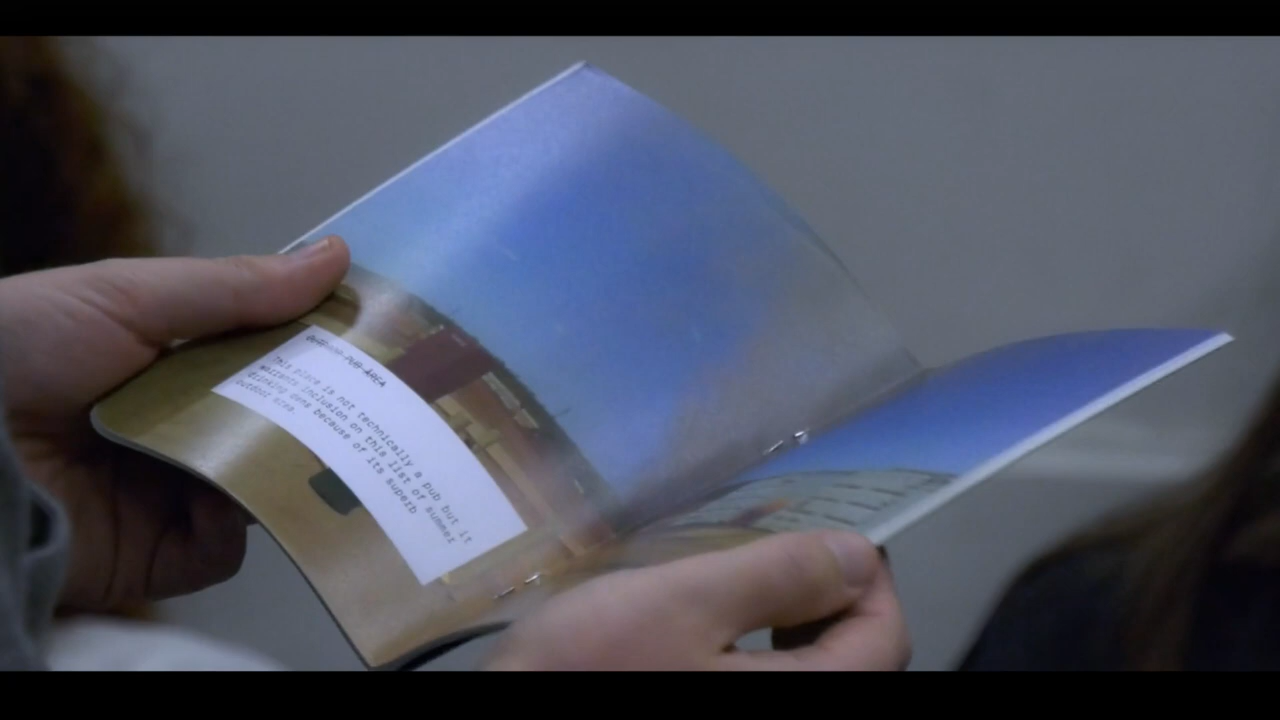 This place is not technically a pub but it
warrants inclusion on this list of summer
drinking dens because of its superb
outdoor area.